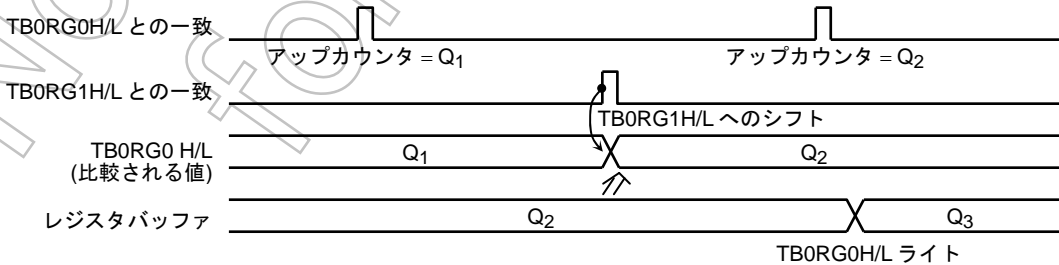 TB0RG0H/L との一致
アップカウンタ = Q1
アップカウンタ = Q2
TB0RG1H/L との一致
TB0RG1H/L へのシフト
TB0RG0 H/L
(比較される値)
Q1
Q2
レジスタバッファ
Q2
Q3
TB0RG0H/L ライト